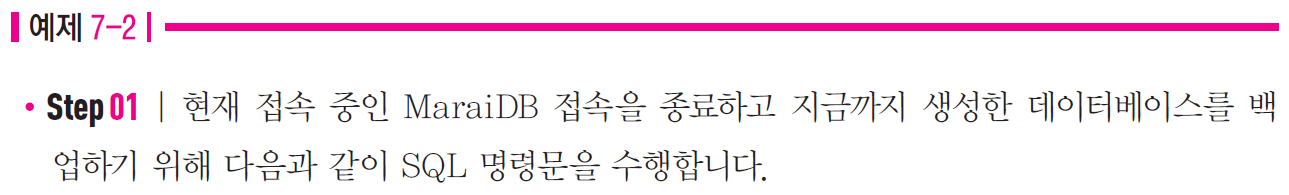 예제 7-2
• Step 01 | 현재 접속 중인 MaraiDB 접속을 종료하고 지금까지 생성한 데이터베이스를 백
업하기 위해 다음과 같이 SQL 명령문을 수행합니다.